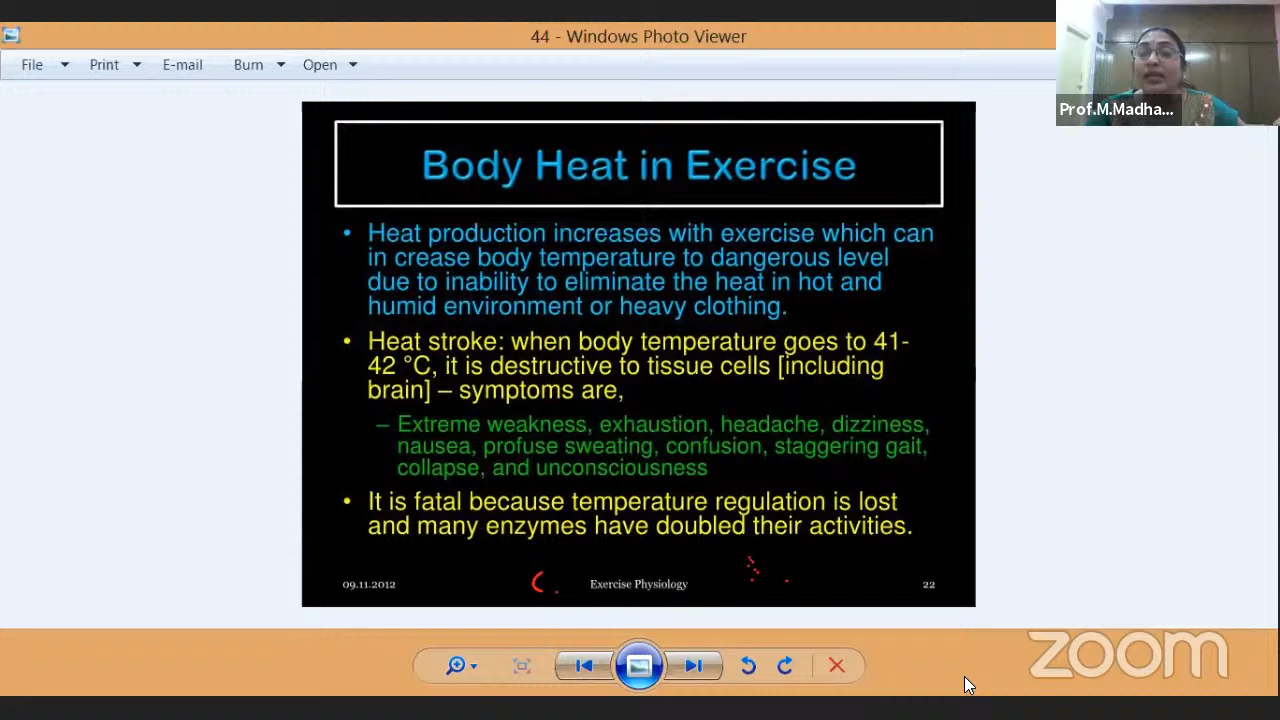 44 - Windows Photo Viewer
File
Print
E-mail
Burn
Open
Prof.M.Madha...
Body Heat in Exercise
• Heat production increases with exercise which can
in crease body temperature to dangerous level
due to inability to eliminate the heat in hot and
humid environment or heavy clothing.
• Heat stroke: when body temperature goes to 41-
42 °C, it is destructive to tissue cells [including
brain] – symptoms are,
– Extreme weakness, exhaustion, headache, dizziness,
nausea, profuse sweating, confusion, staggering gait,
collapse, and unconsciousness
• It is fatal because temperature regulation is lost
and many enzymes have doubled their activities.
09.11.2012
Exercise Physiology
22
zoom